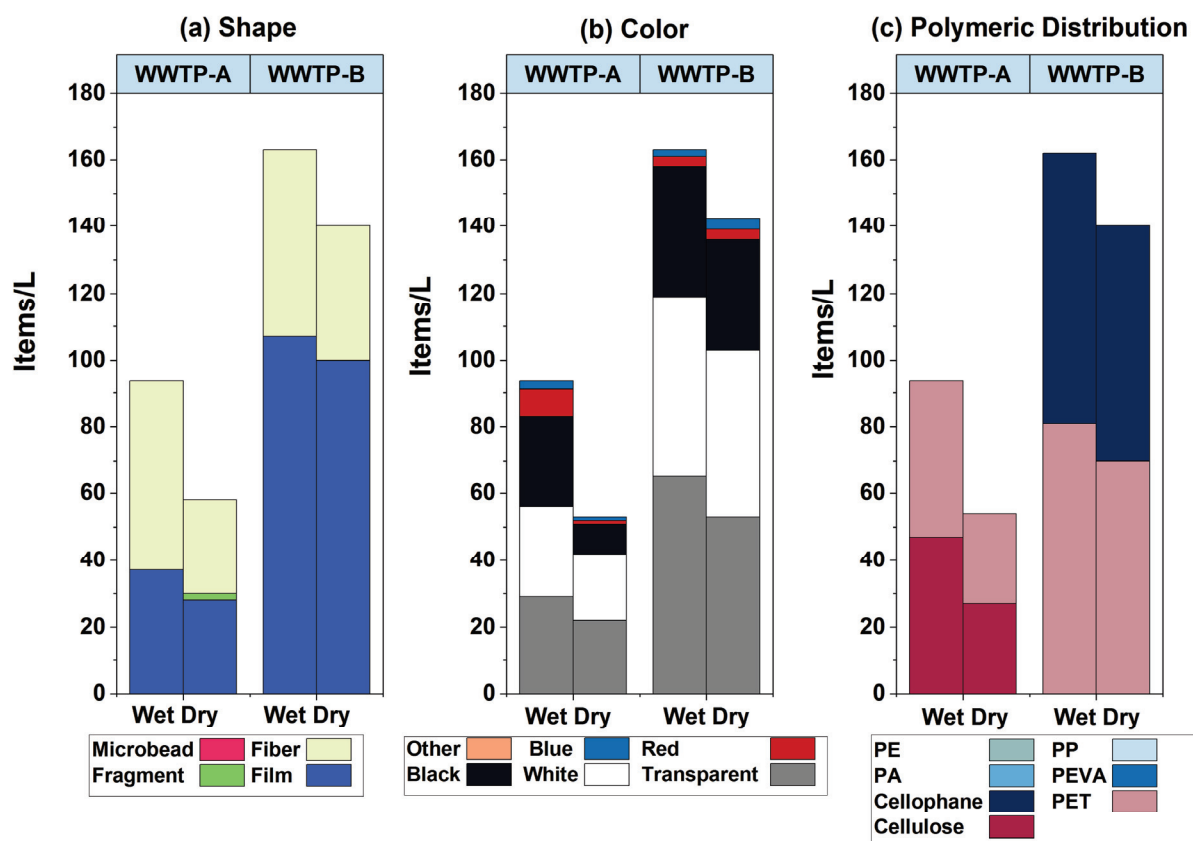 (a) Shape
WWTP-A WWTP-B
Items/L
180
160
140
120
100
80
60
40
20
0
Wet Dry Wet Dry
Microbead Fiber
Fragment Film
(b) Color
WWTP-A WWTP-B
Items/L
180
160
140
120
100
80
60
40
20
0
Wet Dry Wet Dry
Other Blue Red
Black White Transparent
(c) Polymeric Distribution
WWTP-A WWTP-B
Items/L
180
160
140
120
100
80
60
40
20
0
Wet Dry Wet Dry
PE PP
PA PEVA
Cellophane PET
Cellulose